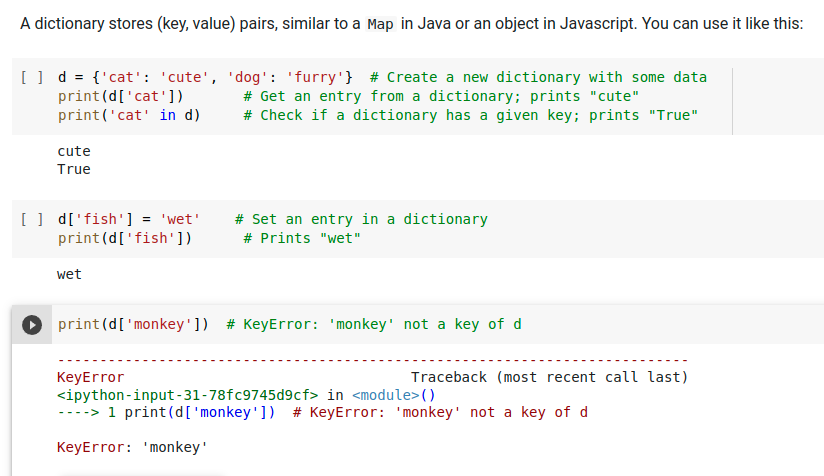 A dictionary stores (key, value) pairs, similar to a Map in Java or an object in Javascript. You can use it like this:
[ ] d = {'cat': 'cute', 'dog': 'furry'}  # Create a new dictionary with some data
print(d['cat'])       # Get an entry from a dictionary; prints "cute"
print('cat' in d)     # Check if a dictionary has a given key; prints "True"
cute
True
[ ] d['fish'] = 'wet'    # Set an entry in a dictionary
print(d['fish'])      # Prints "wet"
wet
print(d['monkey'])  # KeyError: 'monkey' not a key of d
---------------------------------------------------------------------------
KeyError                                  Traceback (most recent call last)
<ipython-input-31-78fc9745d9cf> in <module>()
----> 1 print(d['monkey'])  # KeyError: 'monkey' not a key of d
KeyError: 'monkey'